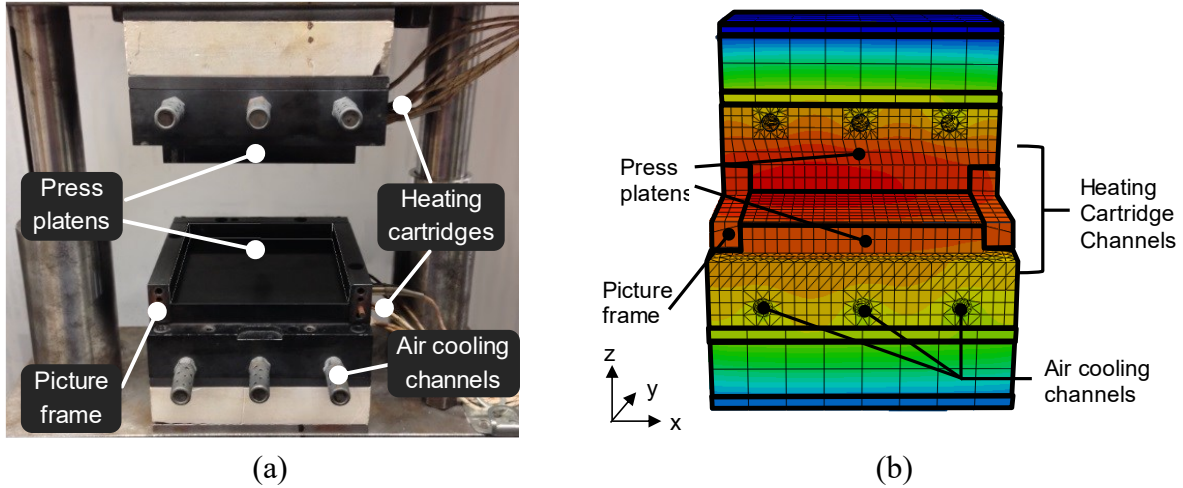 Press
platens
Heating
cartridges
Picture
frame
Air cooling
channels
(a)
Press
platens
Heating
Cartridge
Channels
Picture
frame
Air cooling
channels
z
y
x
(b)